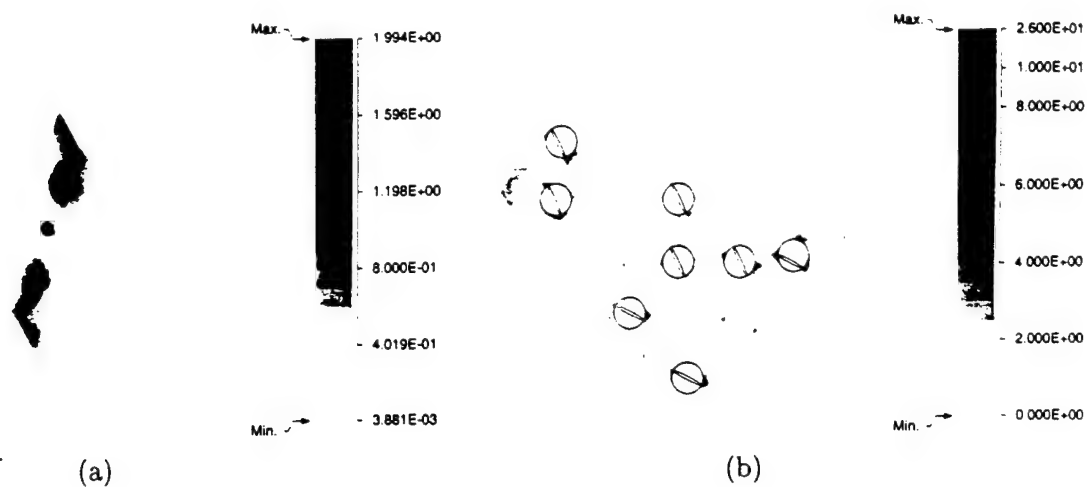 Max.
1.994E+00
1.596E+00
1.198E+00
8.000E-01
4.019E-01
3.881E-03
Min.
(a)
Max.
2.600E+01
1.000E+01
8.000E+00
6.000E+00
4.000E+00
2.000E+00
0.000E+00
Min.
(b)